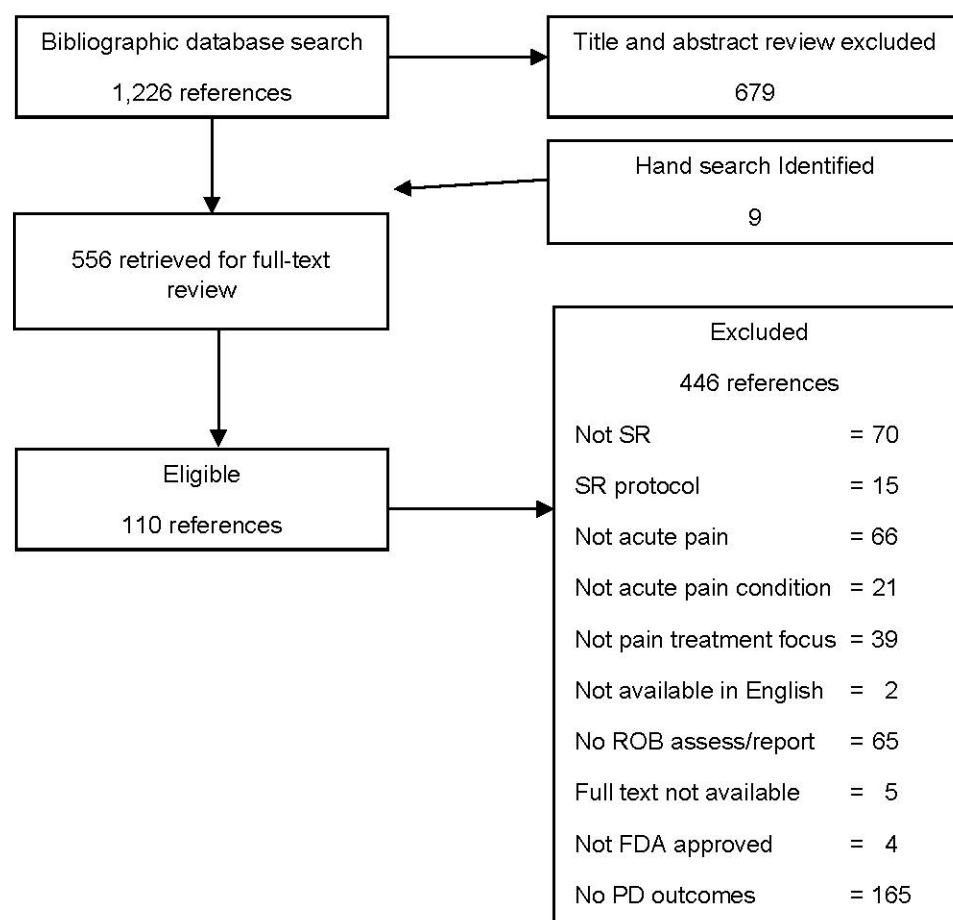 Bibliographic database search
1,226 references
Title and abstract review excluded
679
Hand search Identified
9
556 retrieved for full-text
review
Eligible
110 references
Excluded
446 references
Not SR = 70
SR protocol = 15
Not acute pain = 66
Not acute pain condition = 21
Not pain treatment focus = 39
Not available in English = 2
No ROB assess/report = 65
Full text not available = 5
Not FDA approved = 4
No PD outcomes = 165